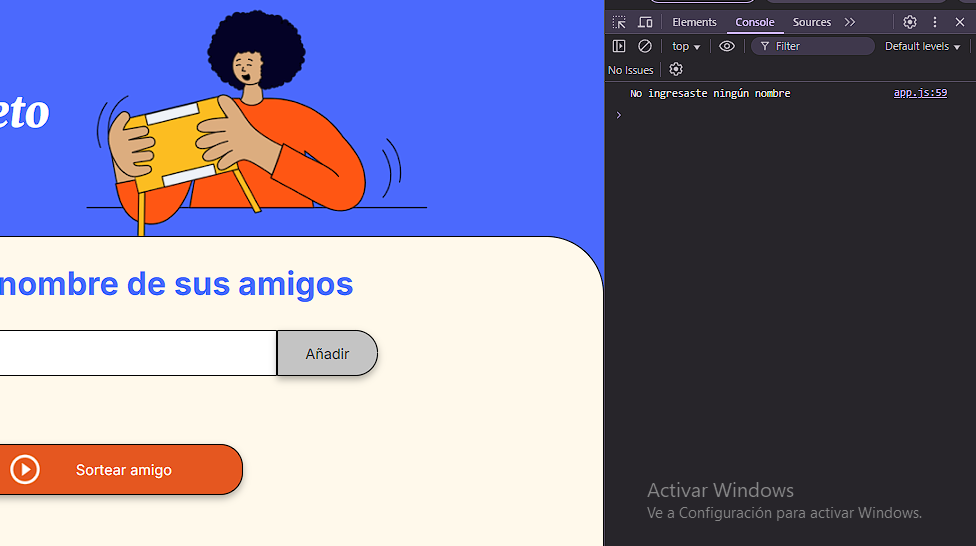 eto
nombre de sus amigos
Añadir
Sortear amigo
Elements Console Sources
top Filter Default levels
No Issues
No ingresaste ningún nombre app.js:59
Activar Windows
Ve a Configuración para activar Windows.